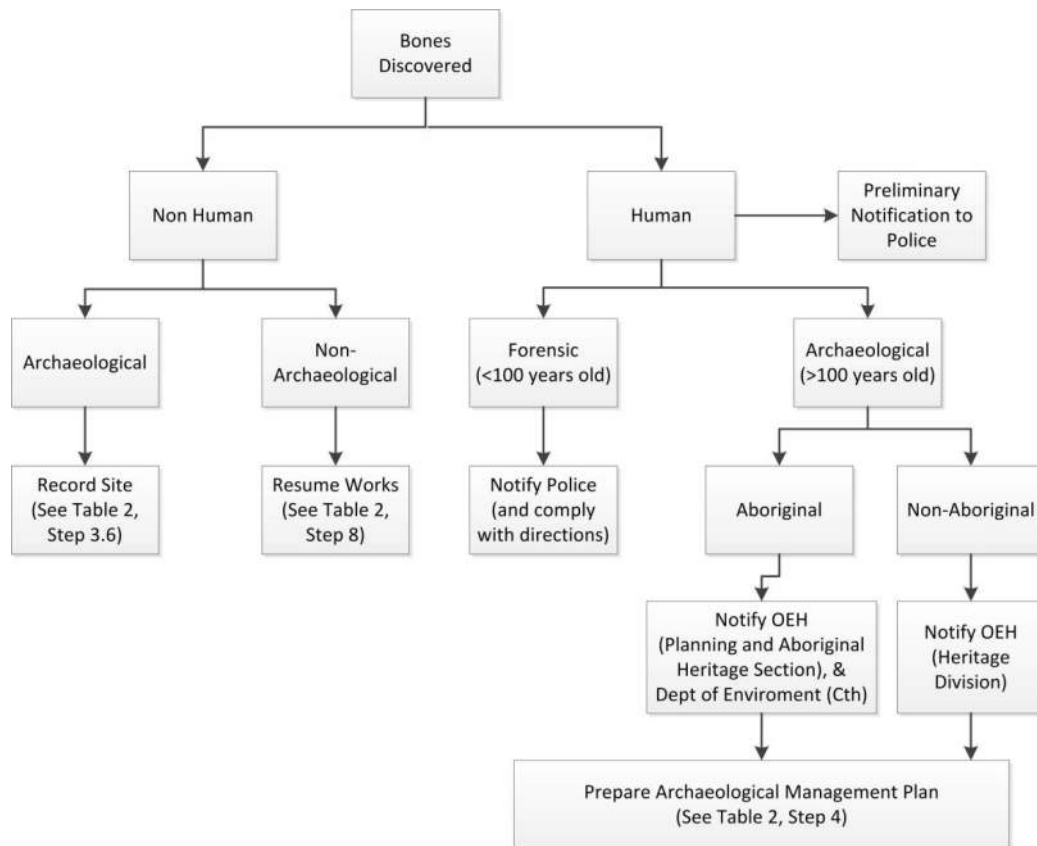 Bones
Discovered
Non Human
Human
Preliminary
Notification to
Police
Archaeological
Non-
Archaeological
Forensic
(<100 years old)
Archaeological
(>100 years old)
Record Site
(See Table 2,
Step 3.6)
Resume Works
(See Table 2,
Step 8)
Notify Police
(and comply
with directions)
Aboriginal
Non-Aboriginal
Notify OEH
(Planning and Aboriginal
Heritage Section), &
Dept of Enviroment (Cth)
Notify OEH
(Heritage
Division)
Prepare Archaeological Management Plan
(See Table 2, Step 4)